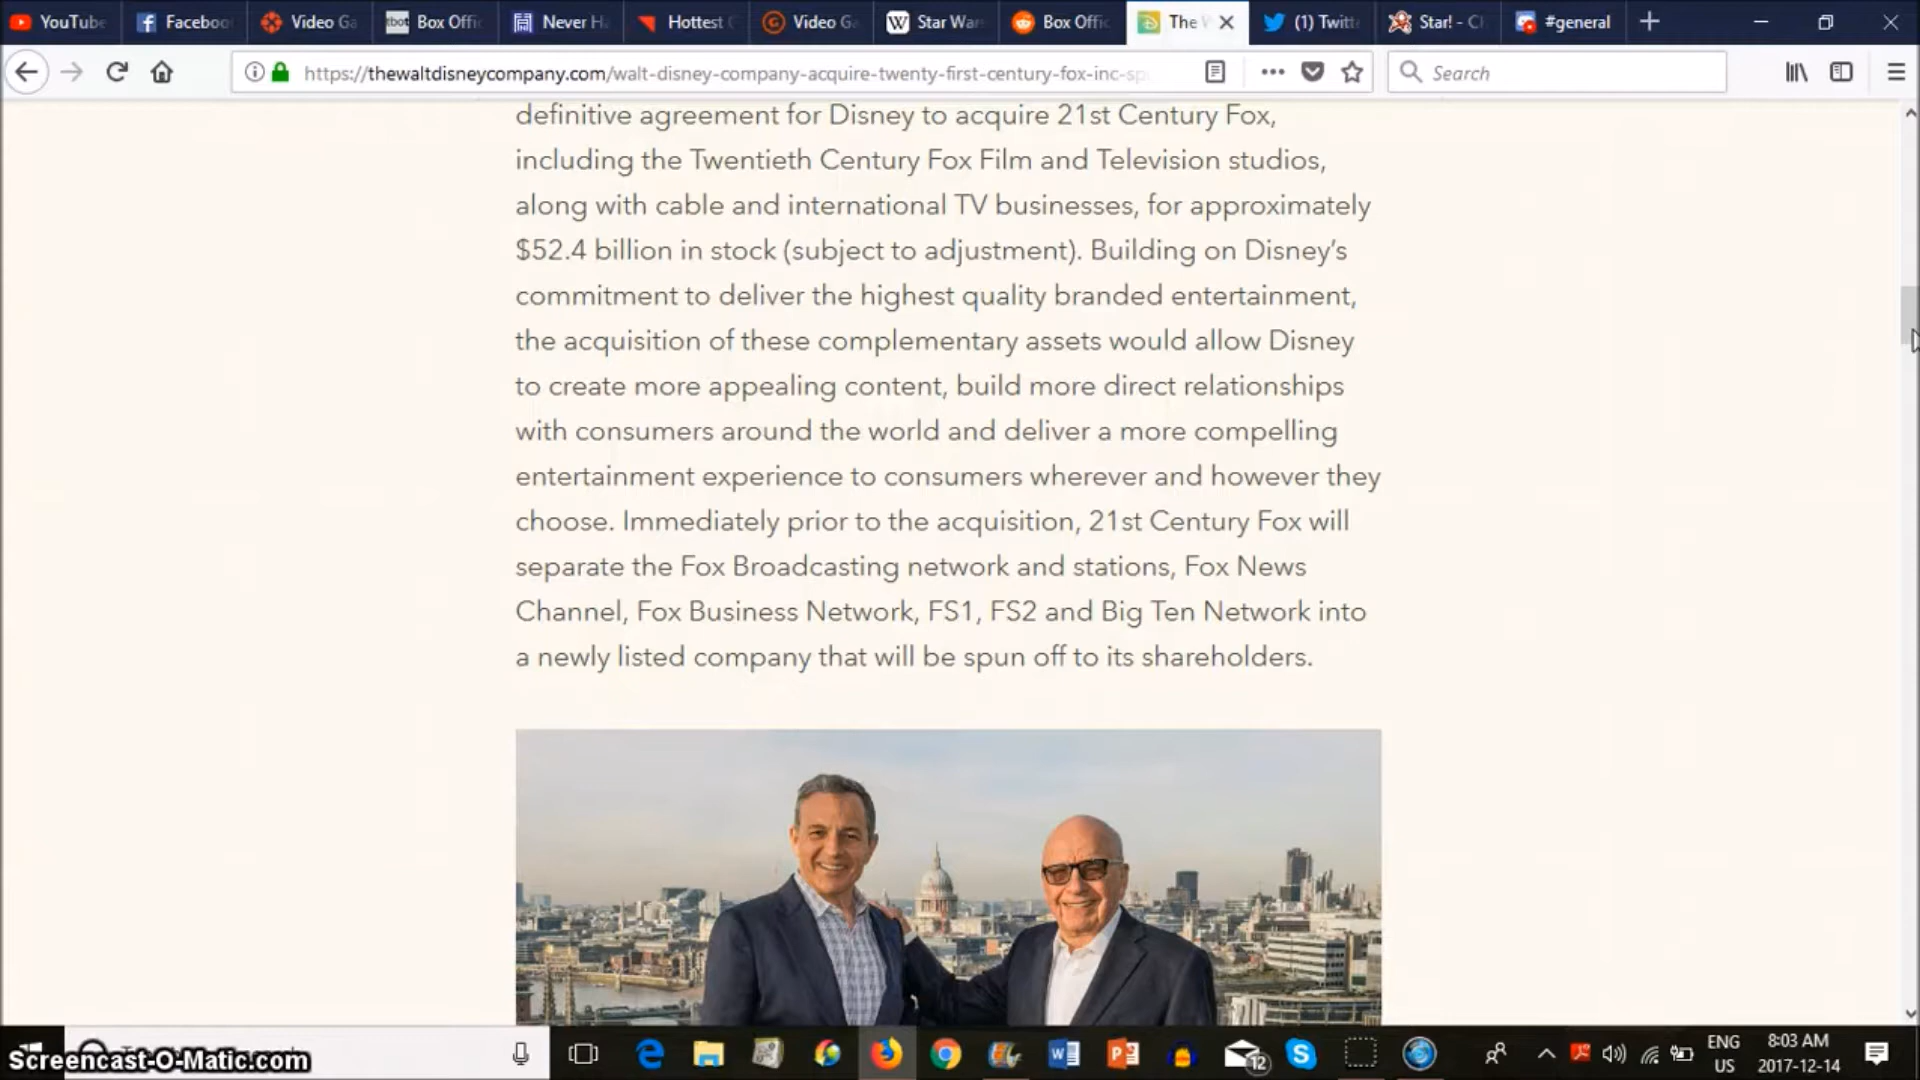 YouTube
Faceboo
Video Ga
Box Offi
Never Ha
Hottest
Video Ga
Star War
Box Offic
The
(1) Twitt
Star! - C
#general
https://thewaltdisneycompany.com/walt-disney-company-acquire-twenty-first-century-fox-inc-sp
Search
definitive agreement for Disney to acquire 21st Century Fox,
including the Twentieth Century Fox Film and Television studios,
along with cable and international TV businesses, for approximately
$52.4 billion in stock (subject to adjustment). Building on Disney’s
commitment to deliver the highest quality branded entertainment,
the acquisition of these complementary assets would allow Disney
to create more appealing content, build more direct relationships
with consumers around the world and deliver a more compelling
entertainment experience to consumers wherever and however they
choose. Immediately prior to the acquisition, 21st Century Fox will
separate the Fox Broadcasting network and stations, Fox News
Channel, Fox Business Network, FS1, FS2 and Big Ten Network into
a newly listed company that will be spun off to its shareholders.
Screencast-O-Matic.com
12
ENG
US
8:03 AM
2017-12-14